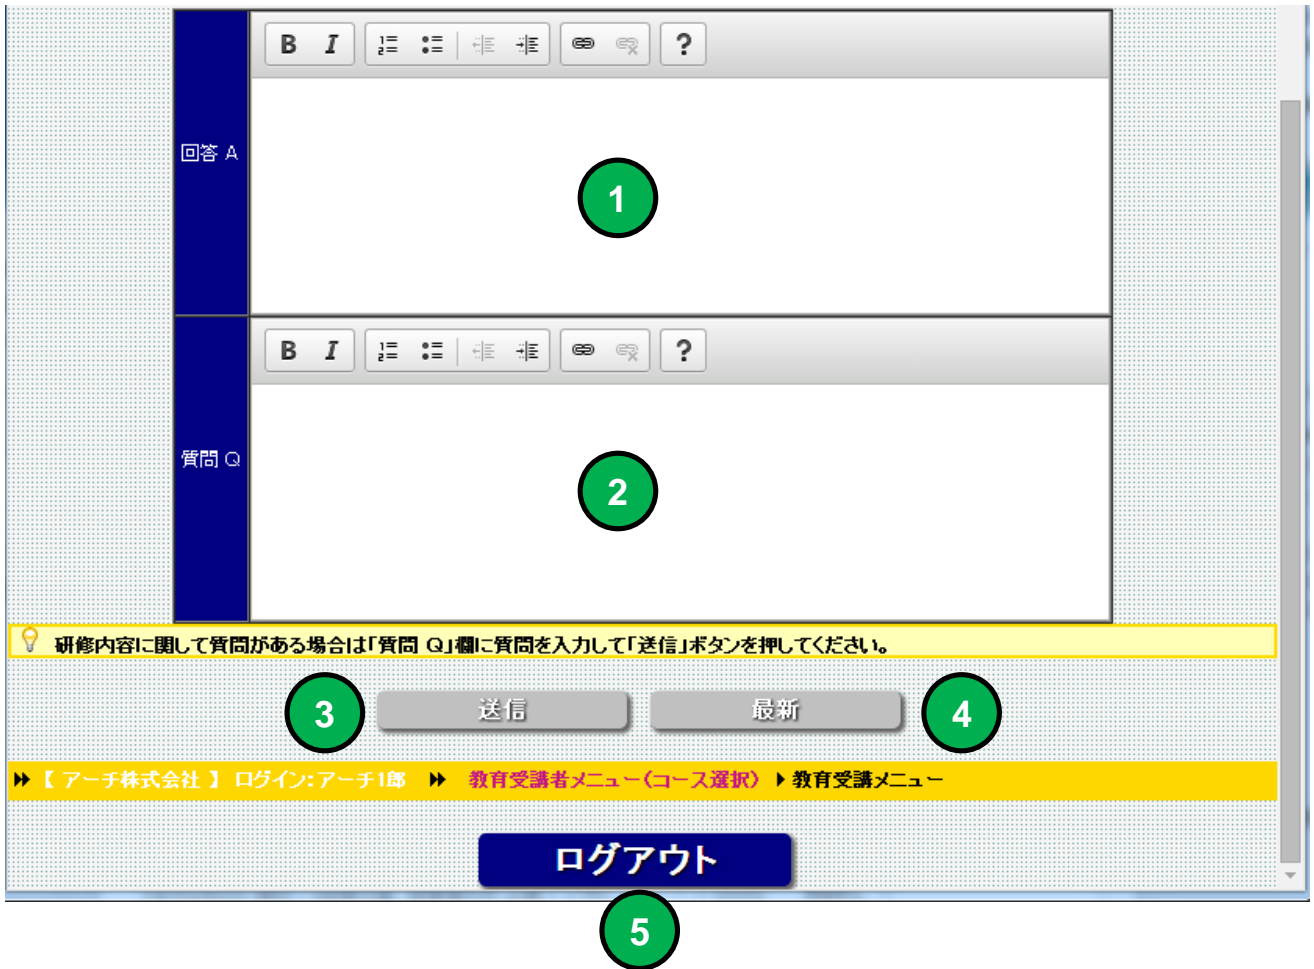 B I ?
回答 A
1
B I ?
質問 Q
2
研修内容に関して質問がある場合は「質問 Q」欄に質問を入力して「送信」ボタンを押してください。
3 送信 最新 4
【 アーチ株式会社 】 ログイン:アーチ1郎 教育受講者メニュー(コース選択) 教育受講メニュー
ログアウト
5